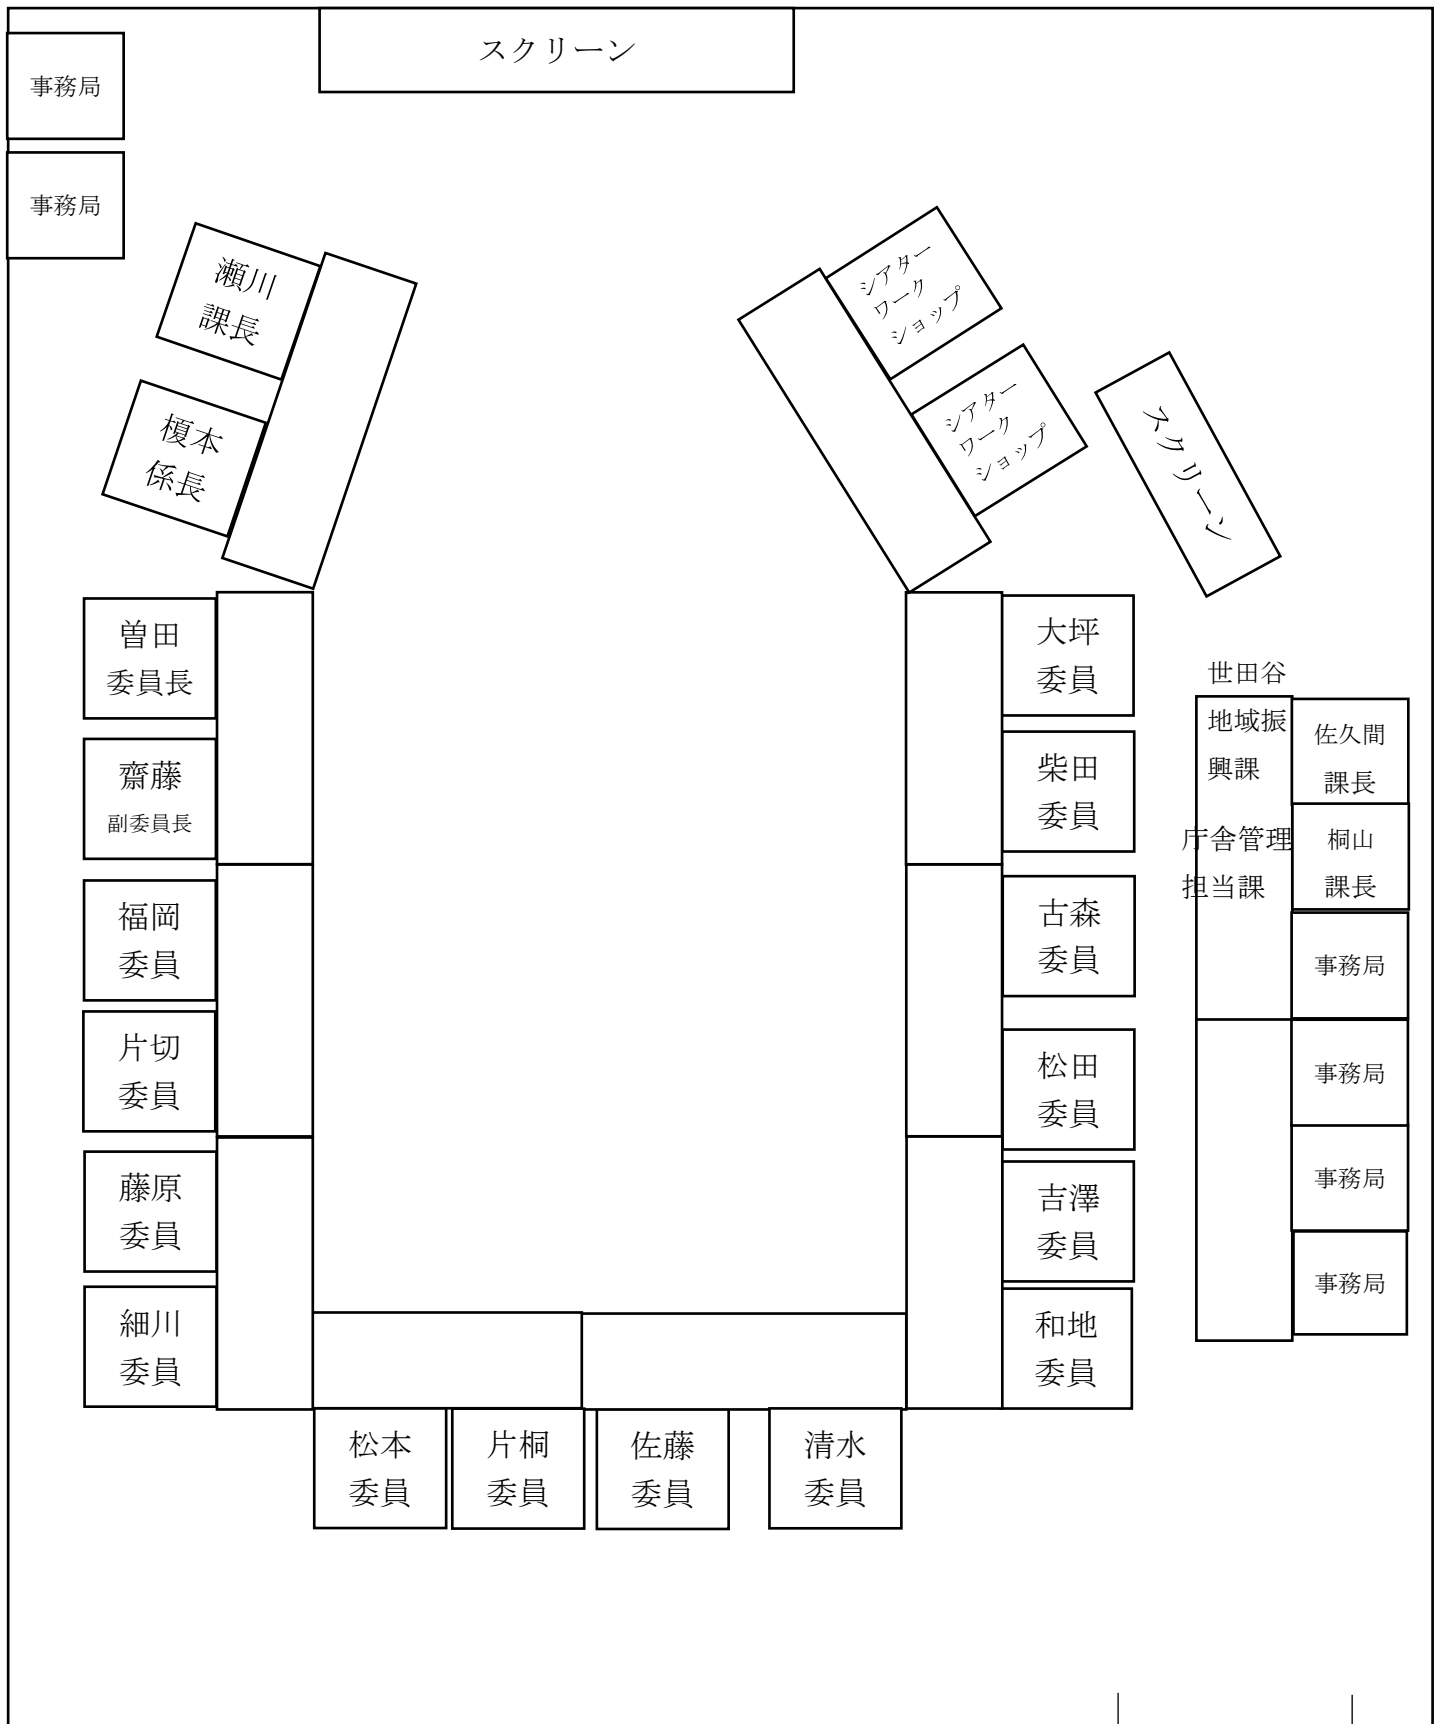 スクリーン
事務局
事務局
瀬川
課長
榎本
係長
シアター
ワーク
ショップ
シアター
ワーク
ショップ
スクリーン
曽田
委員長
齋藤
副委員長
福岡
委員
片切
委員
藤原
委員
細川
委員
松本
委員
片桐
委員
佐藤
委員
清水
委員
大坪
委員
柴田
委員
古森
委員
松田
委員
吉澤
委員
和地
委員
世田谷
地域振
興課
庁舎管理
担当課
佐久間
課長
桐山
課長
事務局
事務局
事務局
事務局